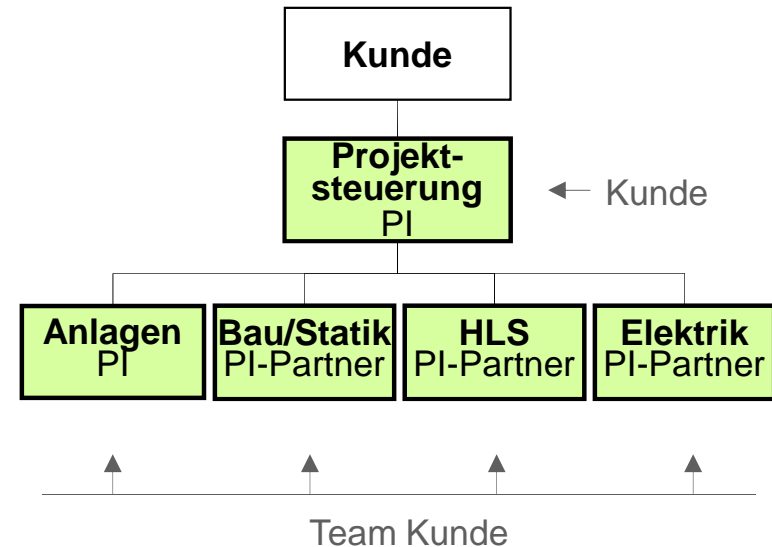 Kunde
Projekt-
steuerung
PI
Kunde
Anlagen
PI
Bau/Statik
PI-Partner
HLS
PI-Partner
Elektrik
PI-Partner
Team Kunde